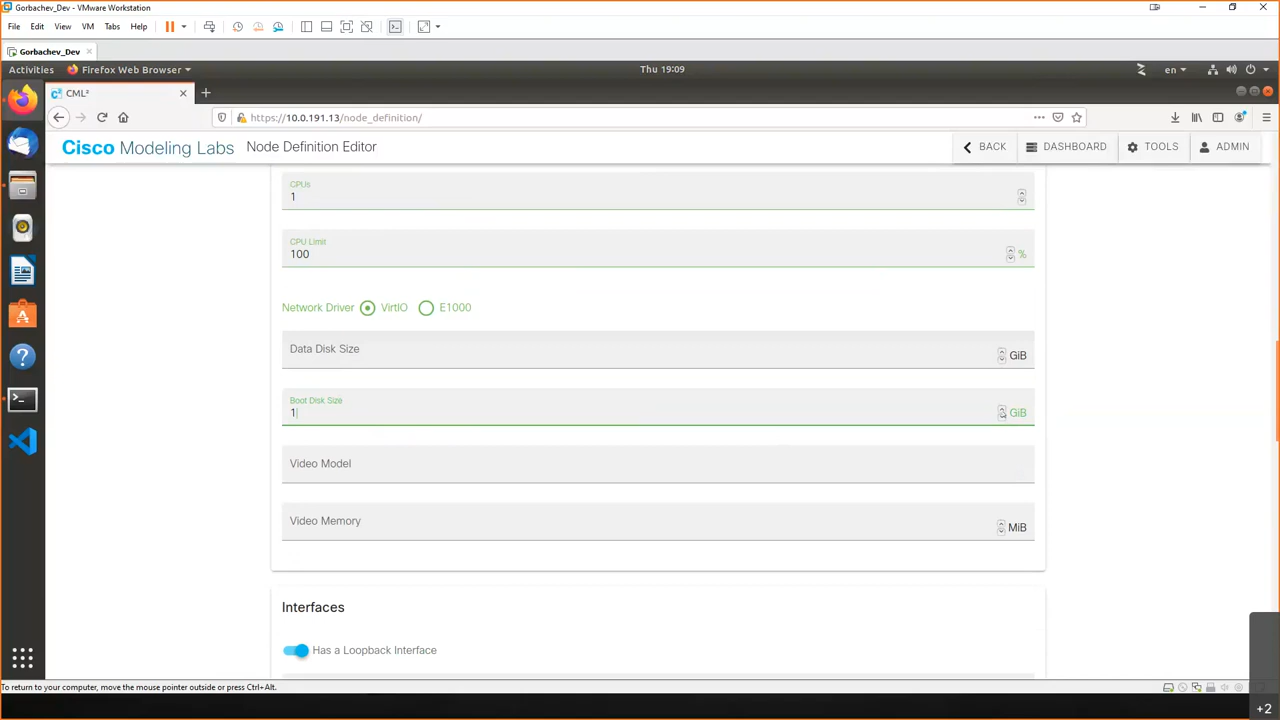 Gorbachev_Dev - VMware Workstation
File Edit View VM Tabs Help
Gorbachev_Dev
Activities Firefox Web Browser Thu 19:09 en
CML²
https://10.0.191.13/node_definition/
Cisco Modeling Labs Node Definition Editor BACK DASHBOARD TOOLS ADMIN
CPUs
1
CPU Limit
100 %
Network Driver VirtIO E1000
Data Disk Size GiB
Boot Disk Size
1 GiB
Video Model
Video Memory MiB
Interfaces
Has a Loopback Interface
To return to your computer, move the mouse pointer outside or press Ctrl+Alt.
+2